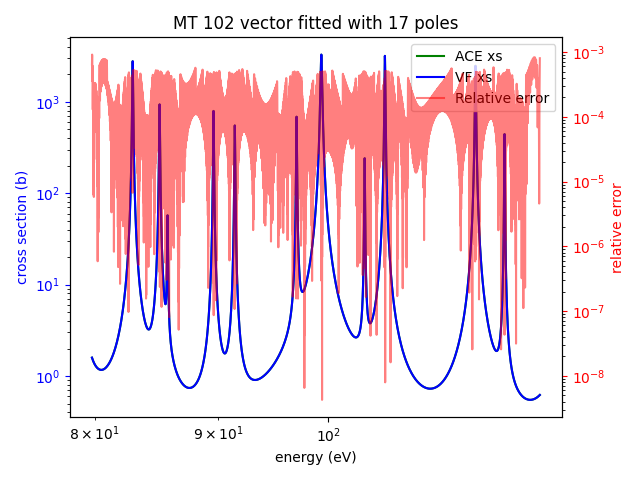 MT 102 vector fitted with 17 poles
ACE xs
VF xs
Relative error
10³
10²
10¹
10⁰
cross section (b)
10⁻³
10⁻⁴
10⁻⁵
10⁻⁶
10⁻⁷
10⁻⁸
relative error
8 × 10¹ 9 × 10¹ 10²
energy (eV)